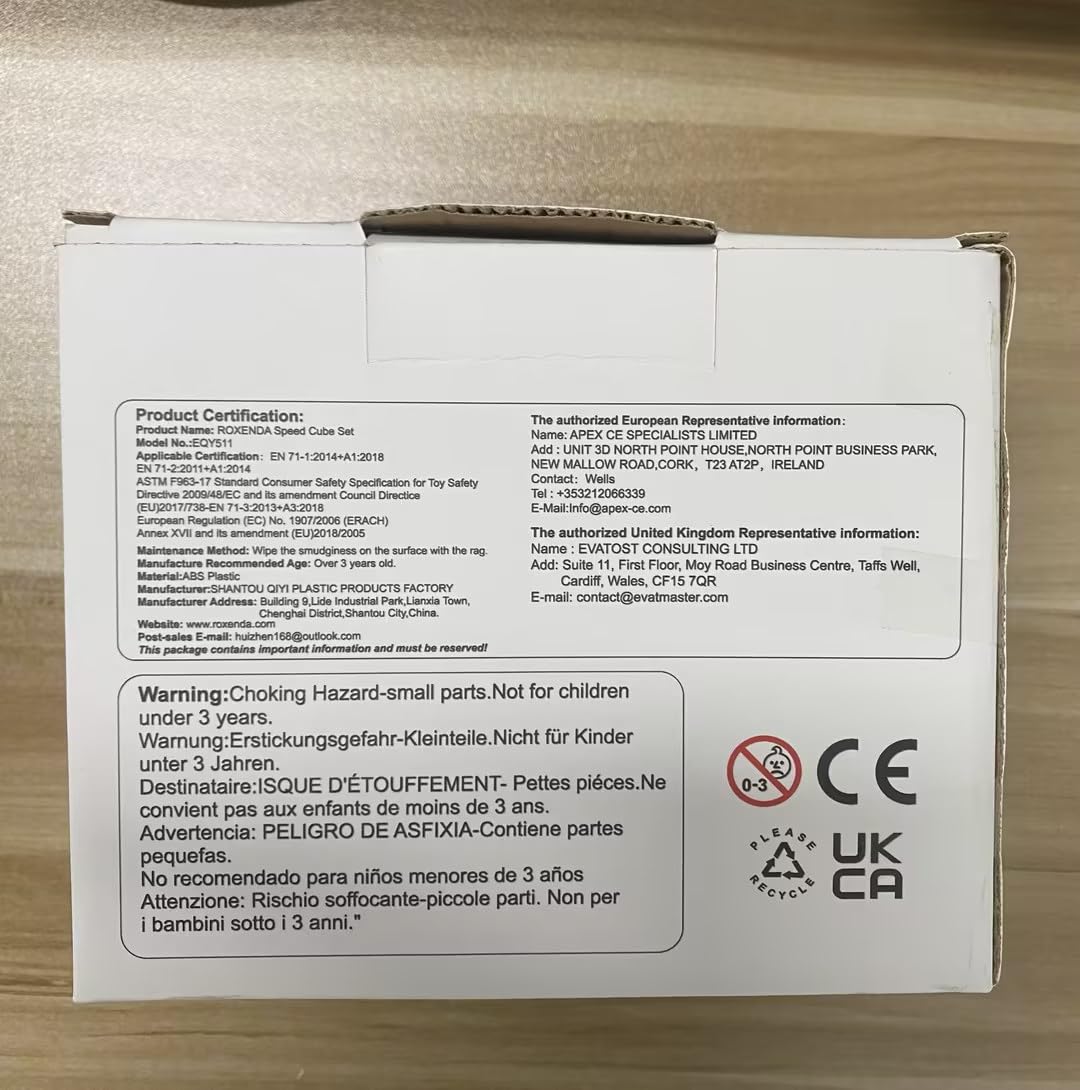 Product Certification:
Product Name: ROXENDA Speed Cube Set
Model No.:EQY511
Applicable Certification: EN 71-1:2014+A1:2018
EN 71-2:2011+A1:2014
ASTM F963-17 Standard Consumer Safety Specification for Toy Safety
Directive 2009/48/EC and its amendment Council Directice
(EU)2017/738-EN 71-3:2013+A3:2018
European Regulation (EC) No. 1907/2006 (ERACH)
Annex XVII and its amendment (EU)2018/2005
Maintenance Method: Wipe the smudginess on the surface with the rag.
Manufacture Recommended Age: Over 3 years old.
Material:ABS Plastic
Manufacturer:SHANTOU QIYI PLASTIC PRODUCTS FACTORY
Manufacturer Address: Building 9,Lide Industrial Park,Lianxia Town,
Chenghai District,Shantou City,China.
Website: www.roxenda.com
Post-sales E-mail: huizhen168@outlook.com
This package contains important information and must be reserved!
The authorized European Representative information:
Name: APEX CE SPECIALISTS LIMITED
Add : UNIT 3D NORTH POINT HOUSE,NORTH POINT BUSINESS PARK,
NEW MALLOW ROAD,CORK, T23 AT2P, IRELAND
Contact: Wells
Tel : +353212066339
E-Mail:Info@apex-ce.com
The authorized United Kingdom Representative information:
Name : EVATOST CONSULTING LTD
Add: Suite 11, First Floor, Moy Road Business Centre, Taffs Well,
Cardiff, Wales, CF15 7QR
E-mail: contact@evatmaster.com
Warning:Choking Hazard-small parts.Not for children
under 3 years.
Warnung:Erstickungsgefahr-Kleinteile.Nicht für Kinder
unter 3 Jahren.
Destinataire:ISQUE D'ÉTOUFFEMENT- Pettes piéces.Ne
convient pas aux enfants de moins de 3 ans.
Advertencia: PELIGRO DE ASFIXIA-Contiene partes
pequefas.
No recomendado para niños menores de 3 años
Attenzione: Rischio soffocante-piccole parti. Non per
i bambini sotto i 3 anni."
0-3
CE
PLEASE
RECYCLE
UK
CA